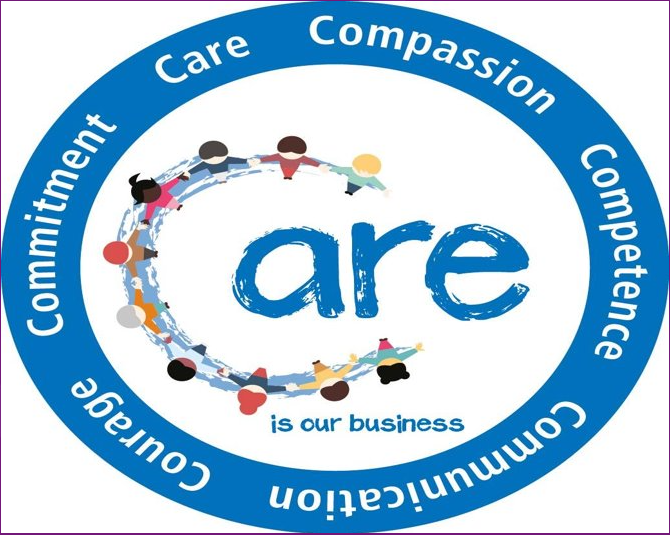 Care
Compassion
Competence
Communication
Courage
Commitment
Care
is our business